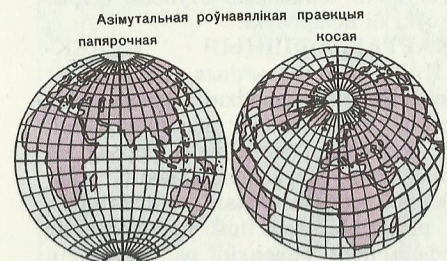 Азімутальная роўнавялікая праекцыя
папярочная
косая